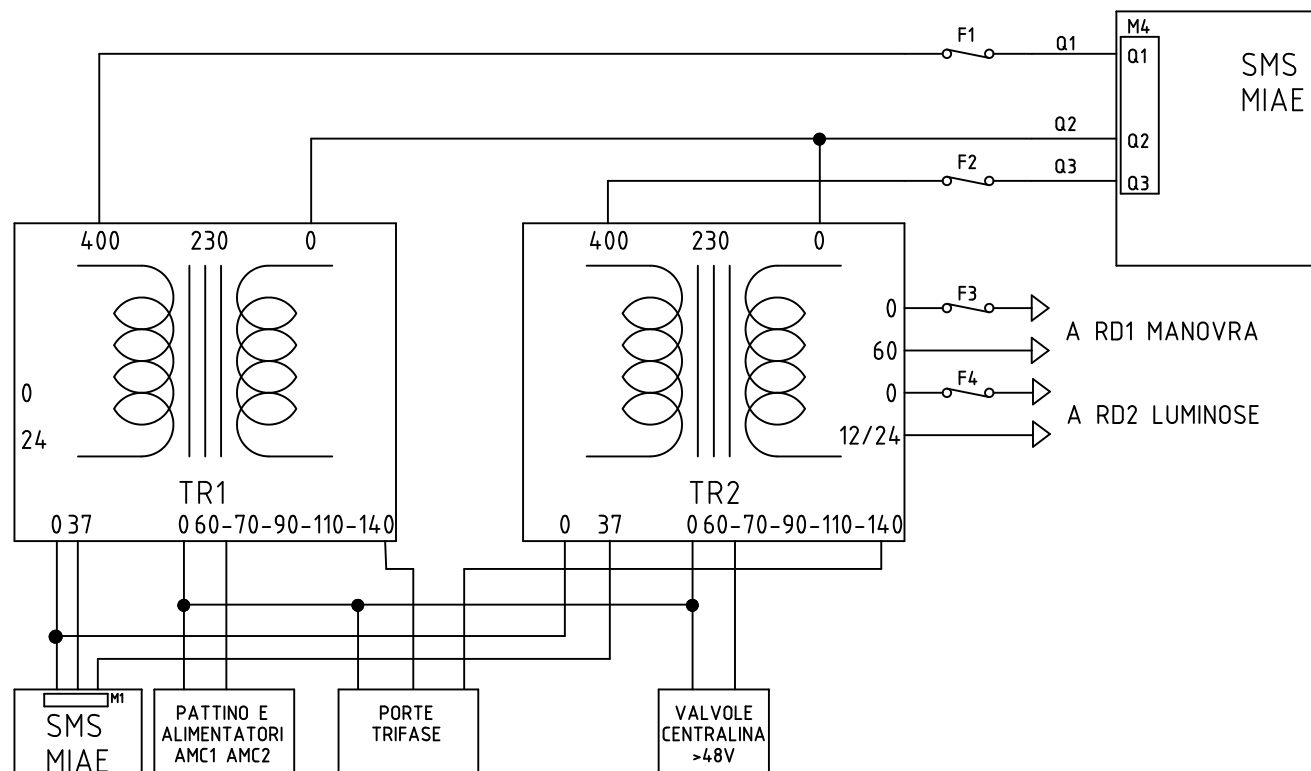 F1
Q1
M4
Q1
SMS
MIAE
Q2
Q2
F2
Q3
Q3
400 230 0
400 230 0
0
F3
A RD1 MANOVRA
60
0
F4
0
A RD2 LUMINOSE
24
12/24
TR1
TR2
0 37 0 60-70-90-110-140
0 37 0 60-70-90-110-140
M1
SMS
MIAE
PATTINO E
ALIMENTATORI
AMC1 AMC2
PORTE
TRIFASE
VALVOLE
CENTRALINA
>48V